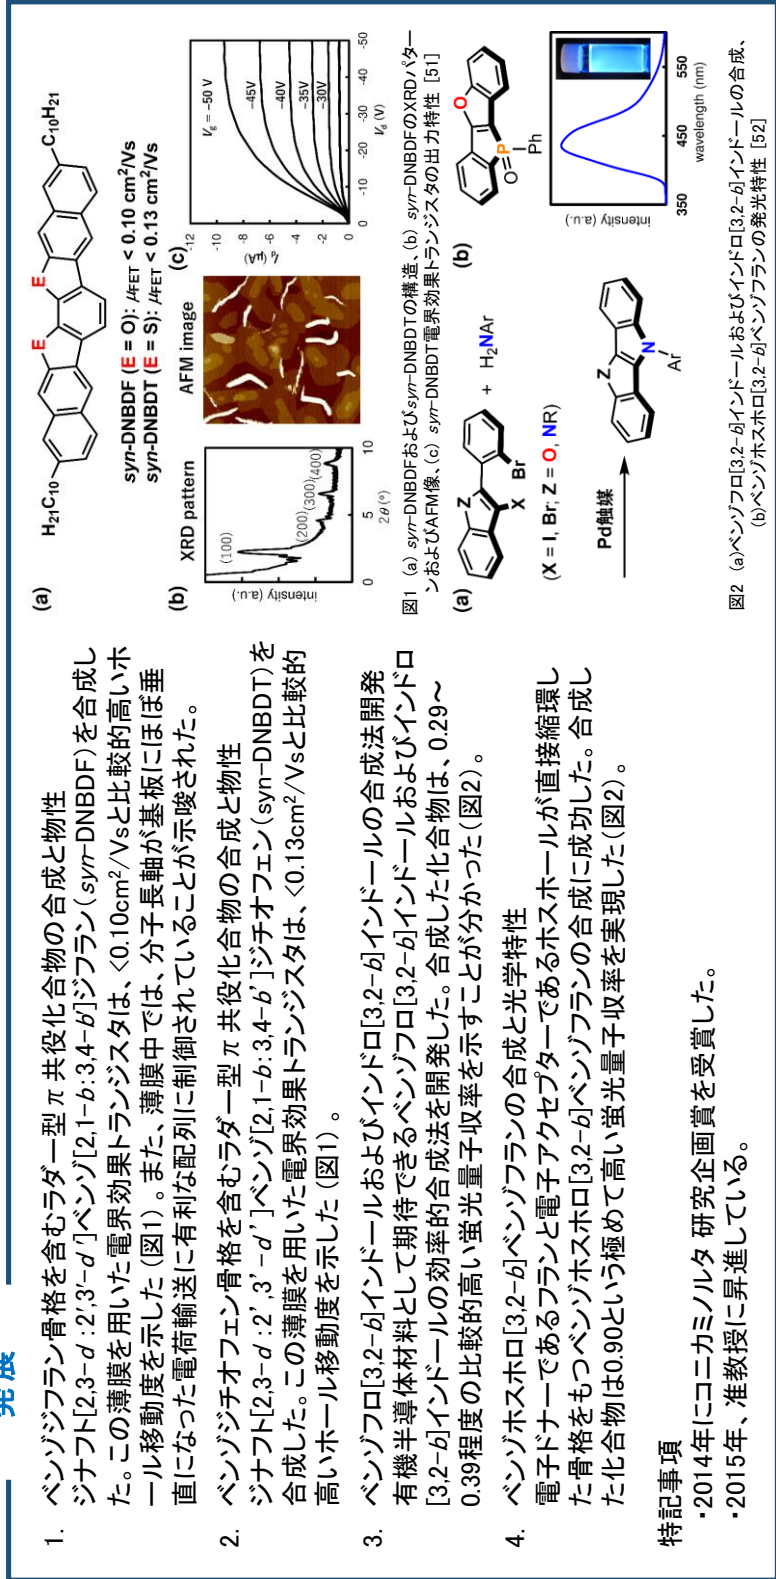 発展
1. ベンゾジフラン骨格を含むラダー型π共役化合物の合成と物性
ジナフト[2,3-d:2',3'-d']ベンゾ[2,1-b:3,4-b']ジフラン(syn-DNBDF)を合成し
た。この薄膜を用いた電界効果トランジスタは、<0.10cm²/Vsと比較的高いホ
ール移動度を示した (図1) 。また、薄膜中では、分子長軸が基板にほぼ垂
直になった電荷輸送に有利な配列に制御されていることが示唆された。
2. ベンゾジチオフェン骨格を含むラダー型π共役化合物の合成と物性
ジナフト[2,3-d:2',3'-d']ベンゾ[2,1-b:3,4-b']ジチオフェン(syn-DNBDT)を
合成した。この薄膜を用いた電界効果トランジスタは、<0.13cm²/Vsと比較的
高いホール移動度を示した (図1) 。
3. ベンゾフロ[3,2-b]インドールおよびインドロ[3,2-b]インドールの合成法開発
有機半導体材料として期待できるベンゾフロ[3,2-b]インドールおよびインドロ
[3,2-b]インドールの効率的合成法を開発した。合成した化合物は、0.29～
0.39程度の比較的高い蛍光量子収率を示すことが分かった(図2)。
4. ベンゾホスホロ[3,2-b]ベンゾフランの合成と光学特性
電子ドナーであるフランと電子アクセプターであるホスホールが直接縮環し
た骨格をもつベンゾホスホロ[3,2-b]ベンゾフランの合成に成功した。合成し
た化合物は0.90という極めて高い蛍光量子収率を実現した(図2)。
特記事項
・2014年にコニカミノルタ 研究企画賞を受賞した。
・2015年、准教授に昇進している。
(a)
H21C10
E
E
C10H21
syn-DNBDF (E = O): μFET < 0.10 cm²/Vs
syn-DNBDT (E = S): μFET < 0.13 cm²/Vs
(b)
XRD pattern
intensity (a.u.)
(100)
(200)
(300)
(400)
0
5
10
2θ (°)
AFM image
(c)
-12
-10
-8
-6
-4
-2
0
Id (μA)
Vg = −50 V
−45V
−40V
−35V
−30V
0
-10
-20
-30
-40
-50
Vd (V)
図1 (a) syn-DNBDFおよびsyn-DNBDTの構造、(b) syn-DNBDFのXRDパター
ンおよびAFM像、(c) syn-DNBDT電界効果トランジスタの出力特性 [51]
(a)
Z
X
Br
+ H2NAr
(X = I, Br; Z = O, NR)
Pd触媒
Z
N
Ar
(b)
O
P
O
Ph
intensity (a.u.)
350
450
550
wavelength (nm)
図2 (a)ベンゾフロ[3,2-b]インドールおよびインドロ[3,2-b]インドールの合成、
(b)ベンゾホスホロ[3,2-b]ベンゾフランの発光特性 [52]